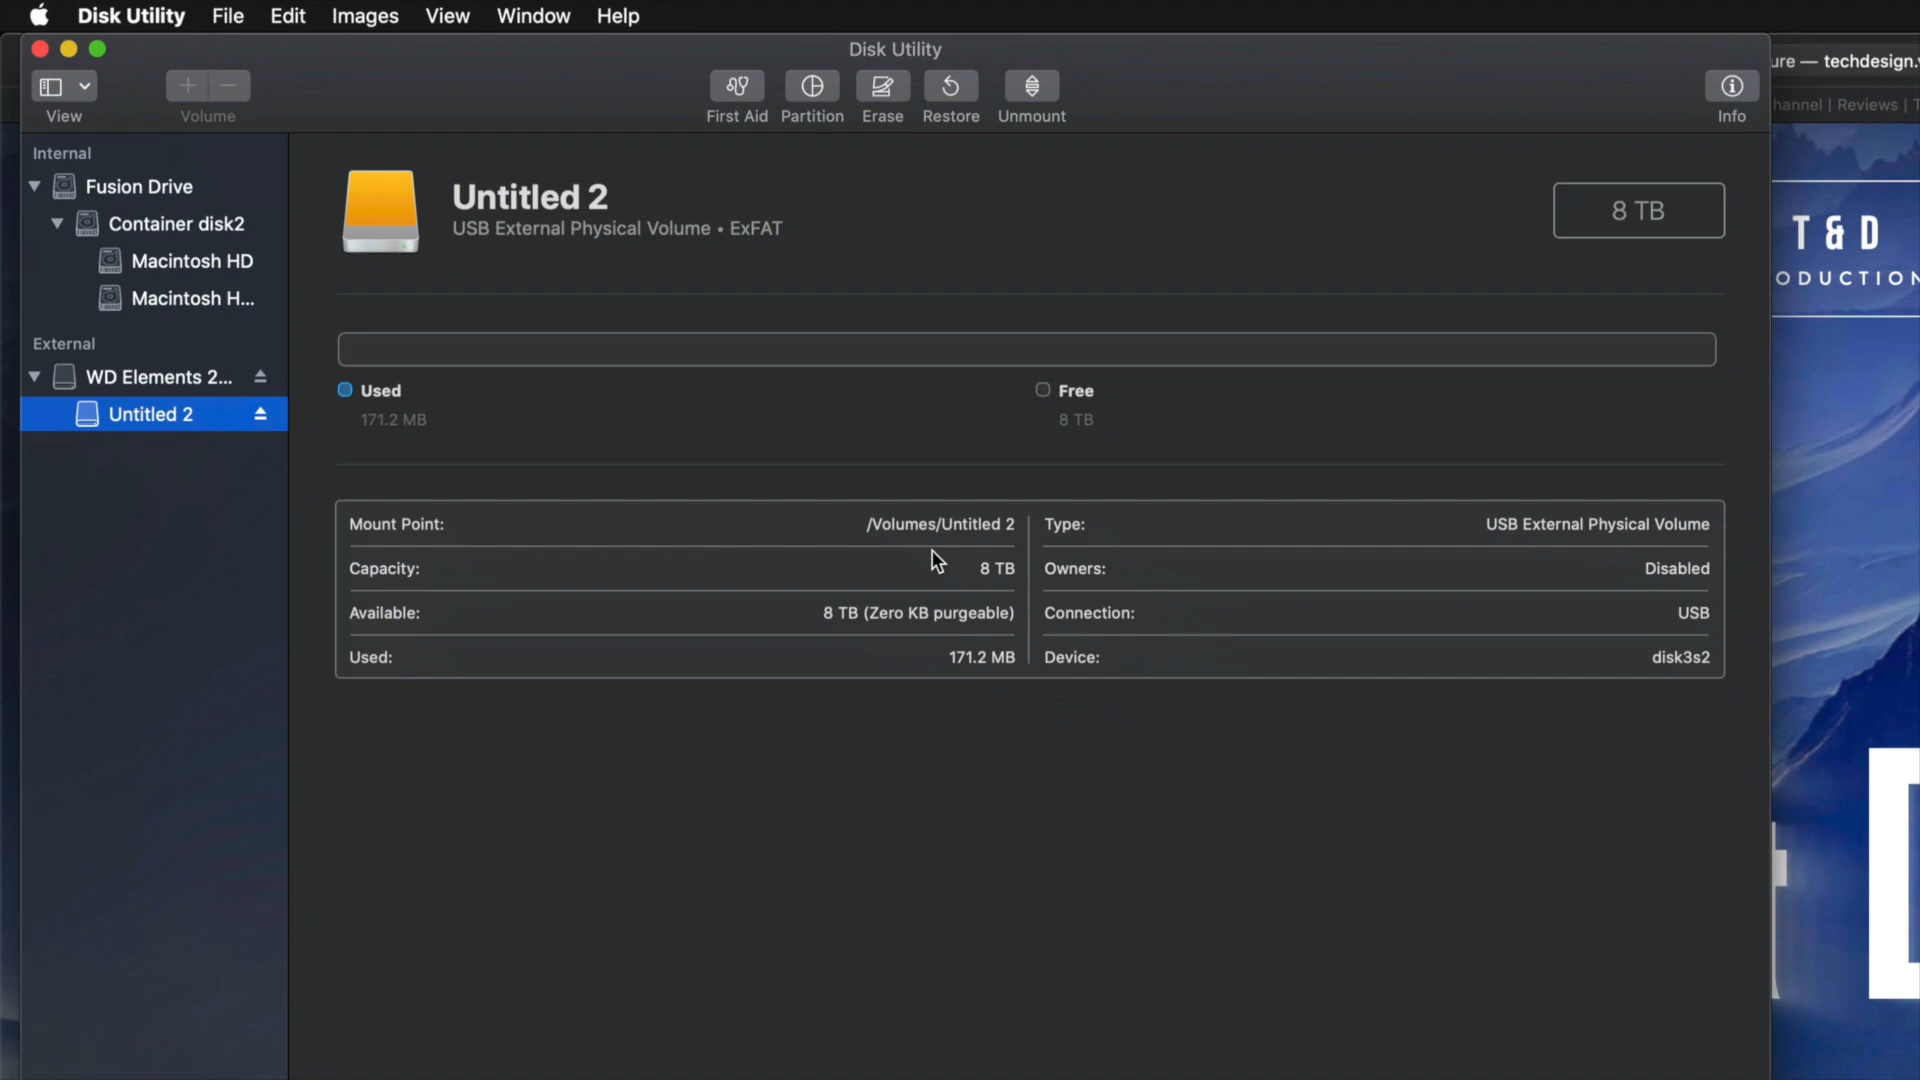 Disk Utility File Edit Images View Window Help
Disk Utility
View
Volume
First Aid Partition Erase Restore Unmount
Info
Internal
Fusion Drive
Container disk2
Macintosh HD
Macintosh H...
External
WD Elements 2...
Untitled 2
Untitled 2
USB External Physical Volume • ExFAT
8 TB
Used
171.2 MB
Free
8 TB
Mount Point: /Volumes/Untitled 2
Capacity: 8 TB
Available: 8 TB (Zero KB purgeable)
Used: 171.2 MB
Type: USB External Physical Volume
Owners: Disabled
Connection: USB
Device: disk3s2
ure — techdesign.
hannel | Reviews |
T & D
ODUCTION